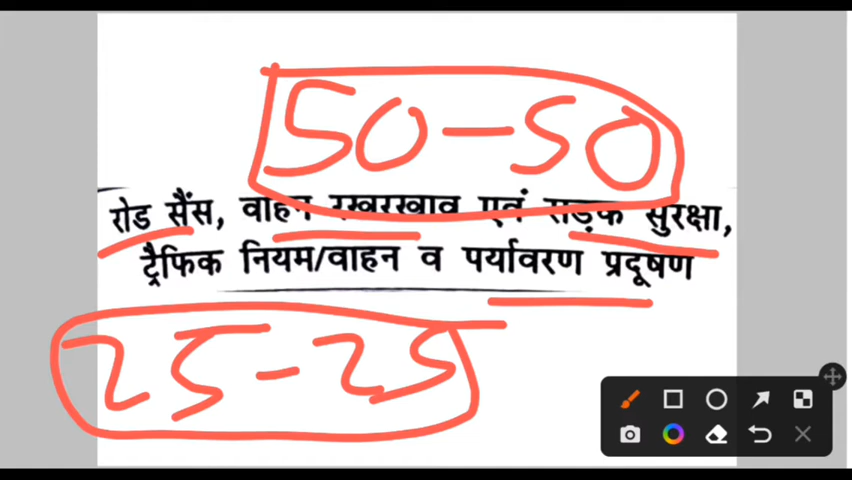 50-50
रोड सैंस, वाहन रखरखाव एवं सड़क सुरक्षा,
ट्रैफिक नियम/वाहन व पर्यावरण प्रदूषण
25-25